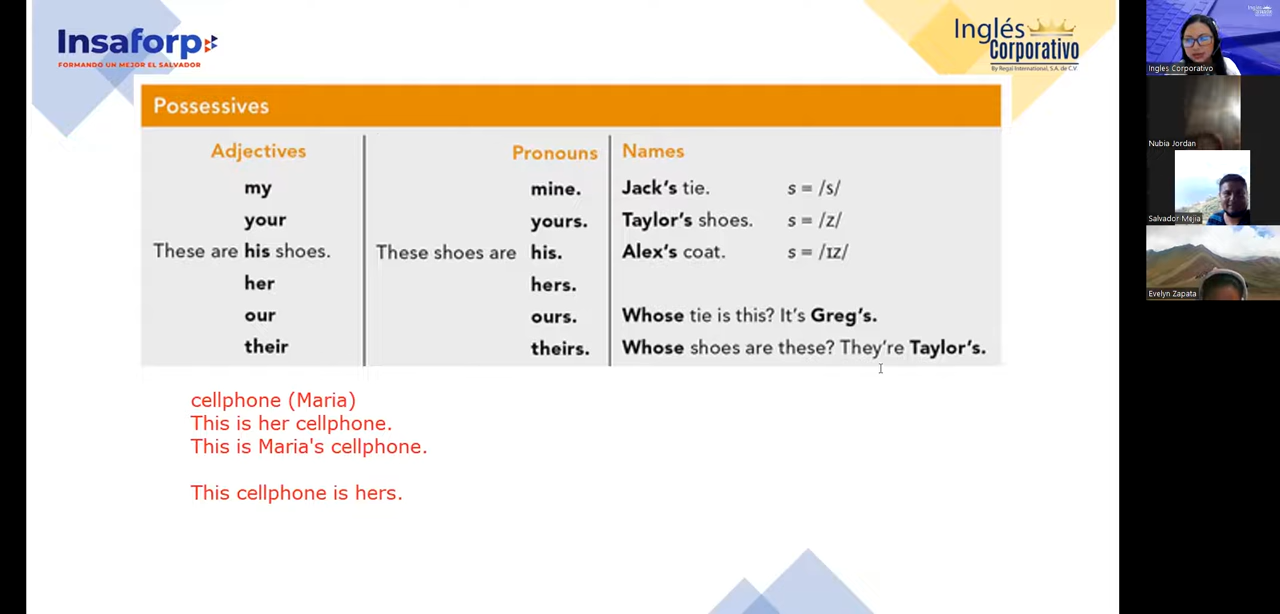 Insaforp
FORMANDO UN MEJOR EL SALVADOR
Inglés
Corporativo
By Regal International, S.A. de C.V.
Possessives
Adjectives Pronouns Names
my mine. Jack's tie. s = /s/
your yours. Taylor's shoes. s = /z/
These are his shoes. These shoes are his. Alex's coat. s = /ɪz/
her hers.
our ours. Whose tie is this? It's Greg's.
their theirs. Whose shoes are these? They're Taylor's.
cellphone (Maria)
This is her cellphone.
This is Maria's cellphone.
This cellphone is hers.
Ingles Corporativo
Nubia Jordan
Salvador Mejia
Evelyn Zapata